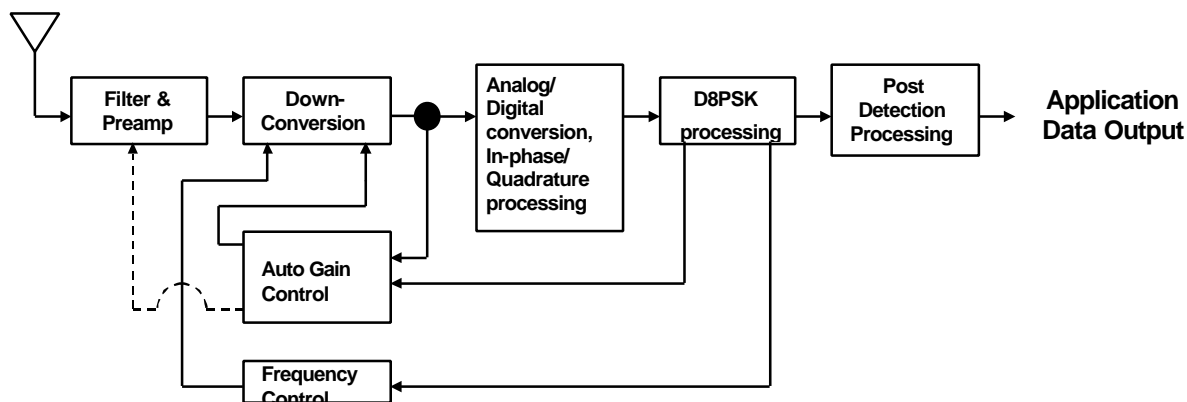 Filter &
Preamp
Down-
Conversion
Analog/
Digital
conversion,
In-phase/
Quadrature
processing
D8PSK
processing
Post
Detection
Processing
Application
Data Output
Auto Gain
Control
Frequency
Control